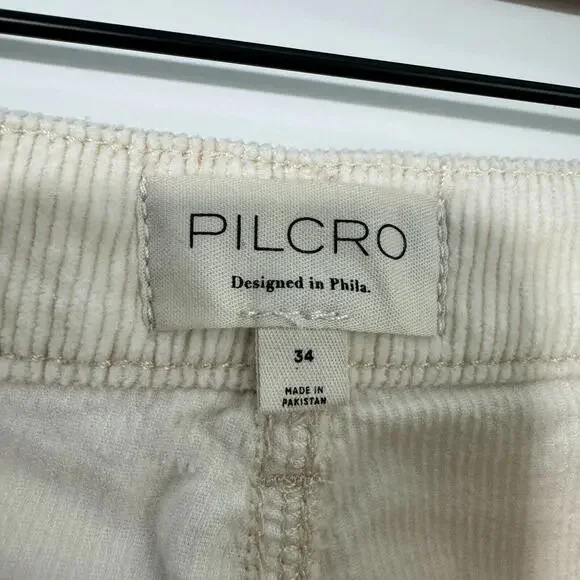 PILCRO
Designed in Phila.
34
MADE IN
PAKISTAN